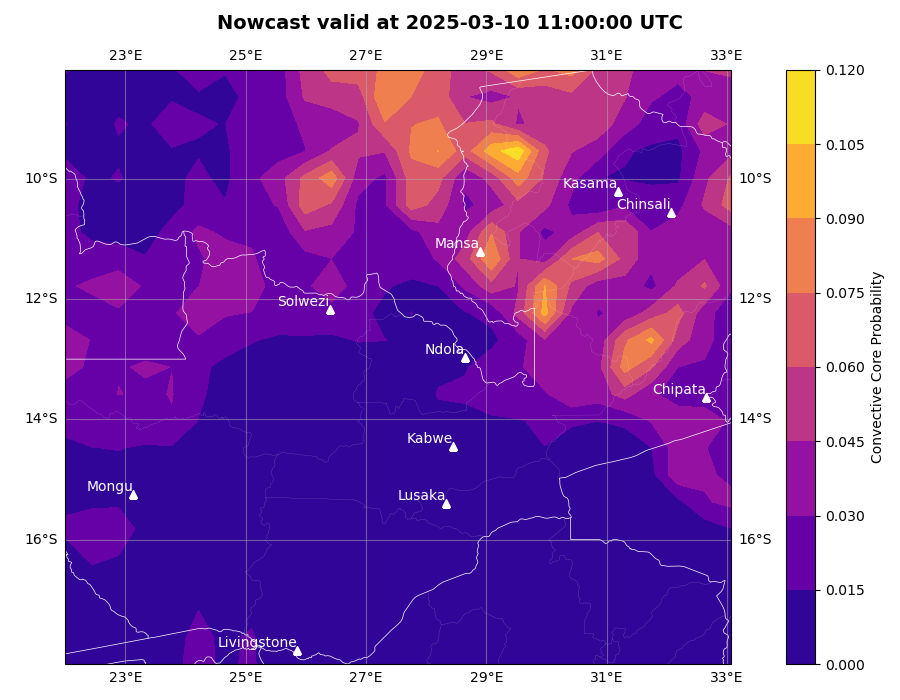 Nowcast valid at 2025-03-10 11:00:00 UTC
23°E 25°E 27°E 29°E 31°E 33°E
0.120
0.105
10°S Kasama 10°S
Chinsali
0.090
Mansa
0.075
12°S Solwezi 12°S
Ndola
0.060
Chipata
14°S 14°S
Kabwe
0.045
Mongu
Lusaka
0.030
16°S 16°S
0.015
Livingstone
0.000
23°E 25°E 27°E 29°E 31°E 33°E
Convective Core Probability